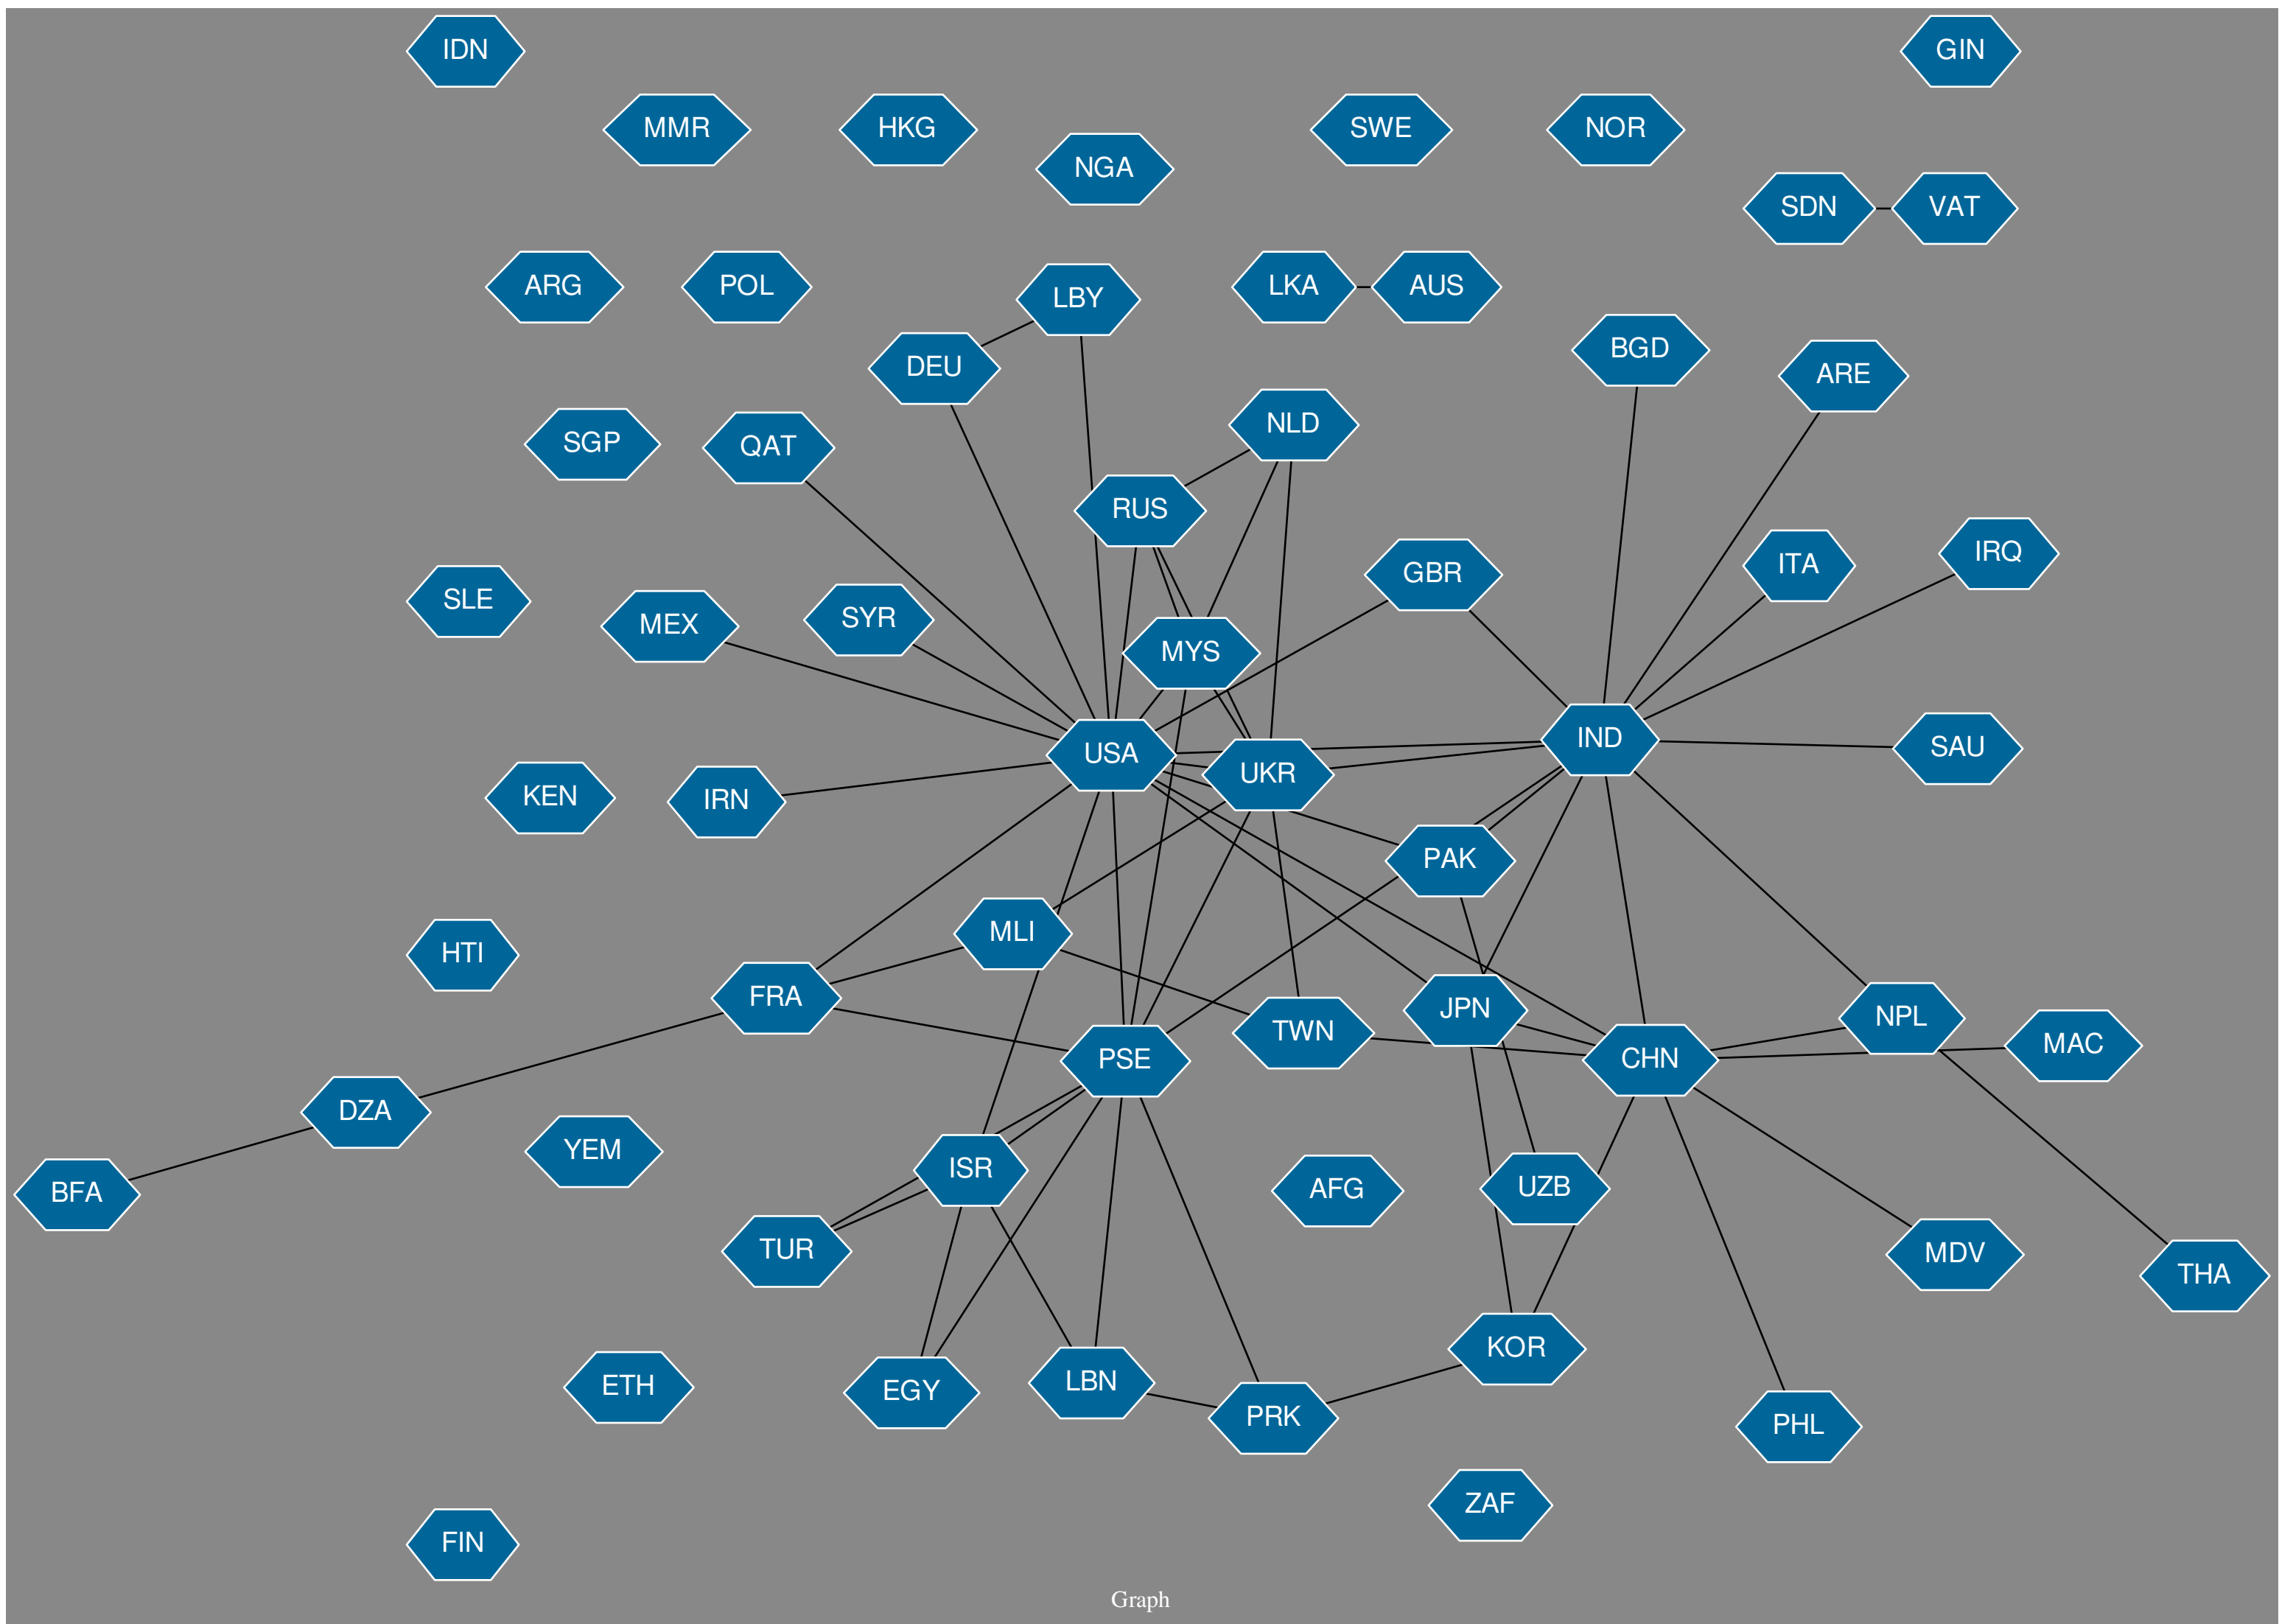 IDN
GIN
MMR
HKG
SWE
NOR
NGA
SDN
VAT
ARG
POL
LBY
LKA
AUS
DEU
BGD
ARE
NLD
SGP
QAT
RUS
GBR
ITA
IRQ
SLE
MEX
SYR
MYS
USA
UKR
IND
SAU
KEN
IRN
PAK
MLI
HTI
FRA
JPN
NPL
TWN
PSE
CHN
MAC
DZA
YEM
ISR
BFA
AFG
UZB
TUR
MDV
THA
KOR
ETH
EGY
LBN
PRK
PHL
ZAF
FIN
Graph